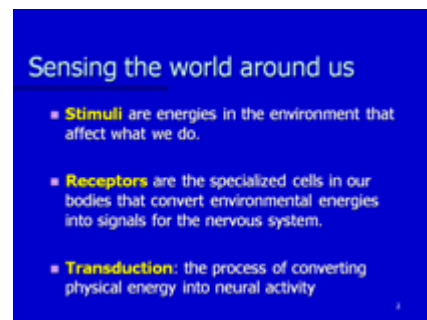 Sensing the world around us
Stimuli are energies in the environment that
affect what we do.
Receptors are the specialized cells in our
bodies that convert environmental energies
into signals for the nervous system.
Transduction: the process of converting
physical energy into neural activity